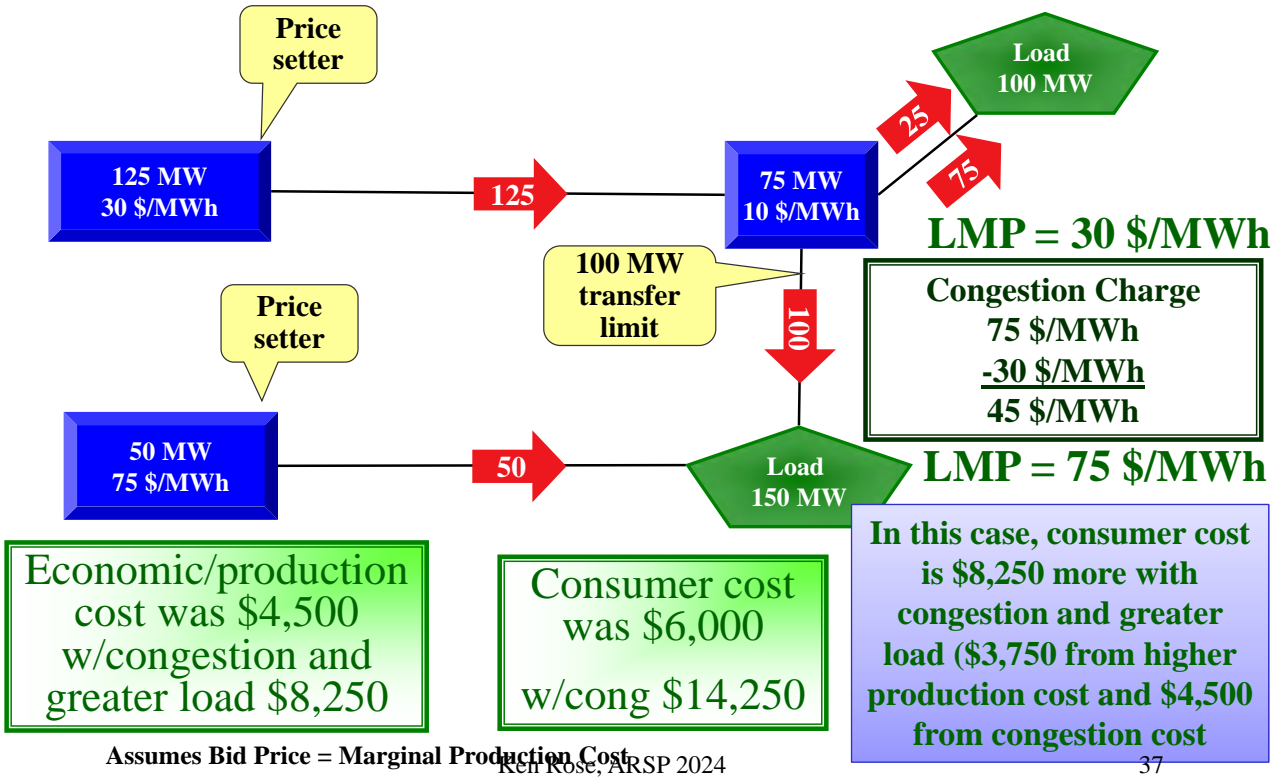 Price
setter
Load
100 MW
25
75
125 MW
30 $/MWh
125
75 MW
10 $/MWh
LMP = 30 $/MWh
100 MW
transfer
limit
Congestion Charge
75 $/MWh
-30 $/MWh
45 $/MWh
Price
setter
100
50 MW
75 $/MWh
50
Load
150 MW
LMP = 75 $/MWh
Economic/production
cost was $4,500
w/congestion and
greater load $8,250
Consumer cost
was $6,000
w/cong $14,250
In this case, consumer cost
is $8,250 more with
congestion and greater
load ($3,750 from higher
production cost and $4,500
from congestion cost
Assumes Bid Price = Marginal Production Cost
Ken Rose, ARSP 2024
37